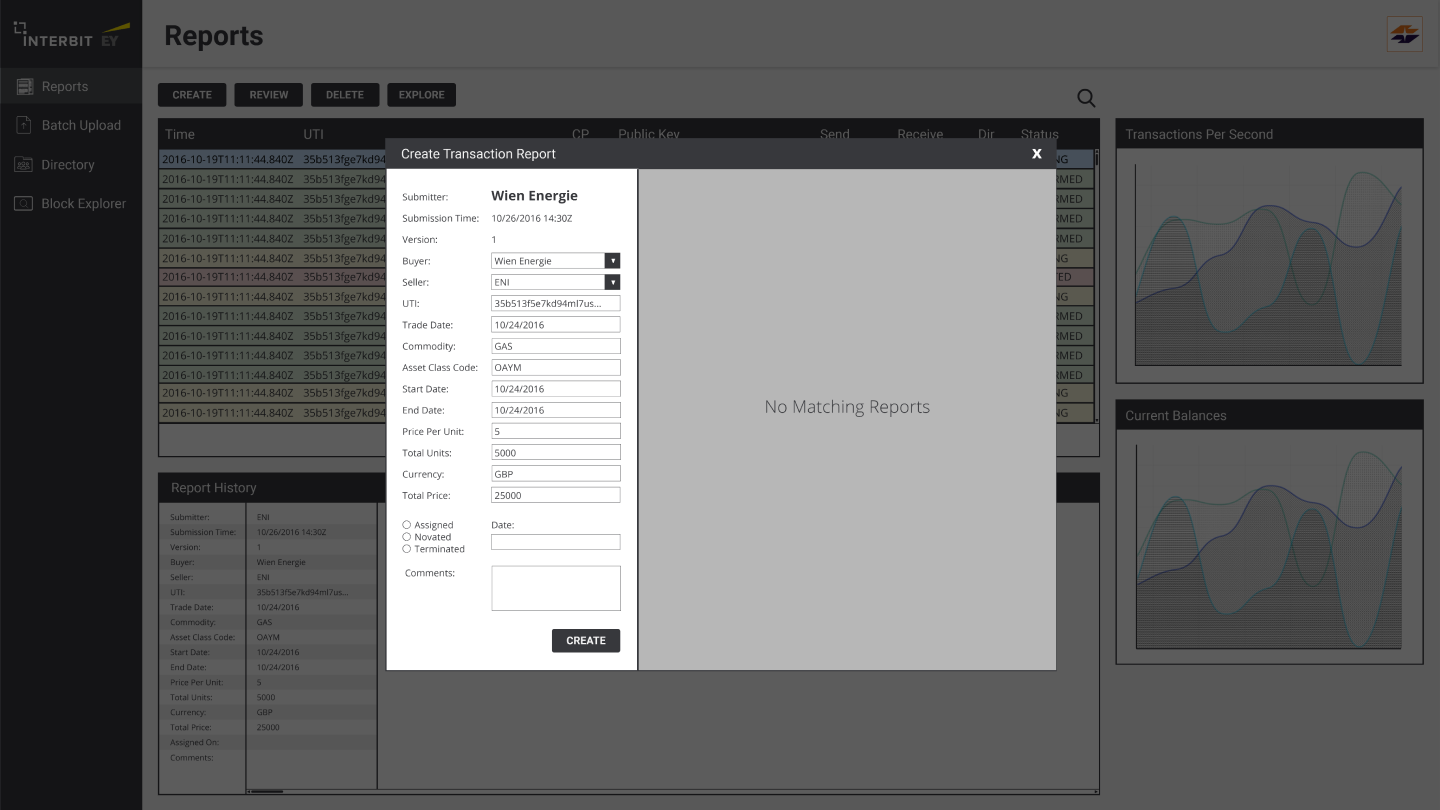 INTERBIT EY
Reports
Reports
Batch Upload
Directory
Block Explorer
CREATE REVIEW DELETE EXPLORE
Time UTI CP Public Key Send Receive Dir Status
2016-10-19T11:11:44.840Z 35b513fge7kd94 NG
2016-10-19T11:11:44.840Z 35b513fge7kd94 RMED
2016-10-19T11:11:44.840Z 35b513fge7kd94 RMED
2016-10-19T11:11:44.840Z 35b513fge7kd94 RMED
2016-10-19T11:11:44.840Z 35b513fge7kd94 RMED
2016-10-19T11:11:44.840Z 35b513fge7kd94 NG
2016-10-19T11:11:44.840Z 35b513fge7kd94 TED
2016-10-19T11:11:44.840Z 35b513fge7kd94 NG
2016-10-19T11:11:44.840Z 35b513fge7kd94 RMED
2016-10-19T11:11:44.840Z 35b513fge7kd94 RMED
2016-10-19T11:11:44.840Z 35b513fge7kd94 RMED
2016-10-19T11:11:44.840Z 35b513fge7kd94 RMED
2016-10-19T11:11:44.840Z 35b513fge7kd94 NG
2016-10-19T11:11:44.840Z 35b513fge7kd94 NG
Create Transaction Report X
Submitter: Wien Energie
Submission Time: 10/26/2016 14:30Z
Version: 1
Buyer: Wien Energie
Seller: ENI
UTI: 35b513f5e7kd94ml7us...
Trade Date: 10/24/2016
Commodity: GAS
Asset Class Code: OAYM
Start Date: 10/24/2016
End Date: 10/24/2016
Price Per Unit: 5
Total Units: 5000
Currency: GBP
Total Price: 25000
Assigned Date:
Novated
Terminated
Comments:
CREATE
No Matching Reports
Transactions Per Second
Current Balances
Report History
Submitter: ENI
Submission Time: 10/26/2016 14:30Z
Version: 1
Buyer: Wien Energie
Seller: ENI
UTI: 35b513f5e7kd94ml7us...
Trade Date: 10/24/2016
Commodity: GAS
Asset Class Code: OAYM
Start Date: 10/24/2016
End Date: 10/24/2016
Price Per Unit: 5
Total Units: 5000
Currency: GBP
Total Price: 25000
Assigned On:
Comments: